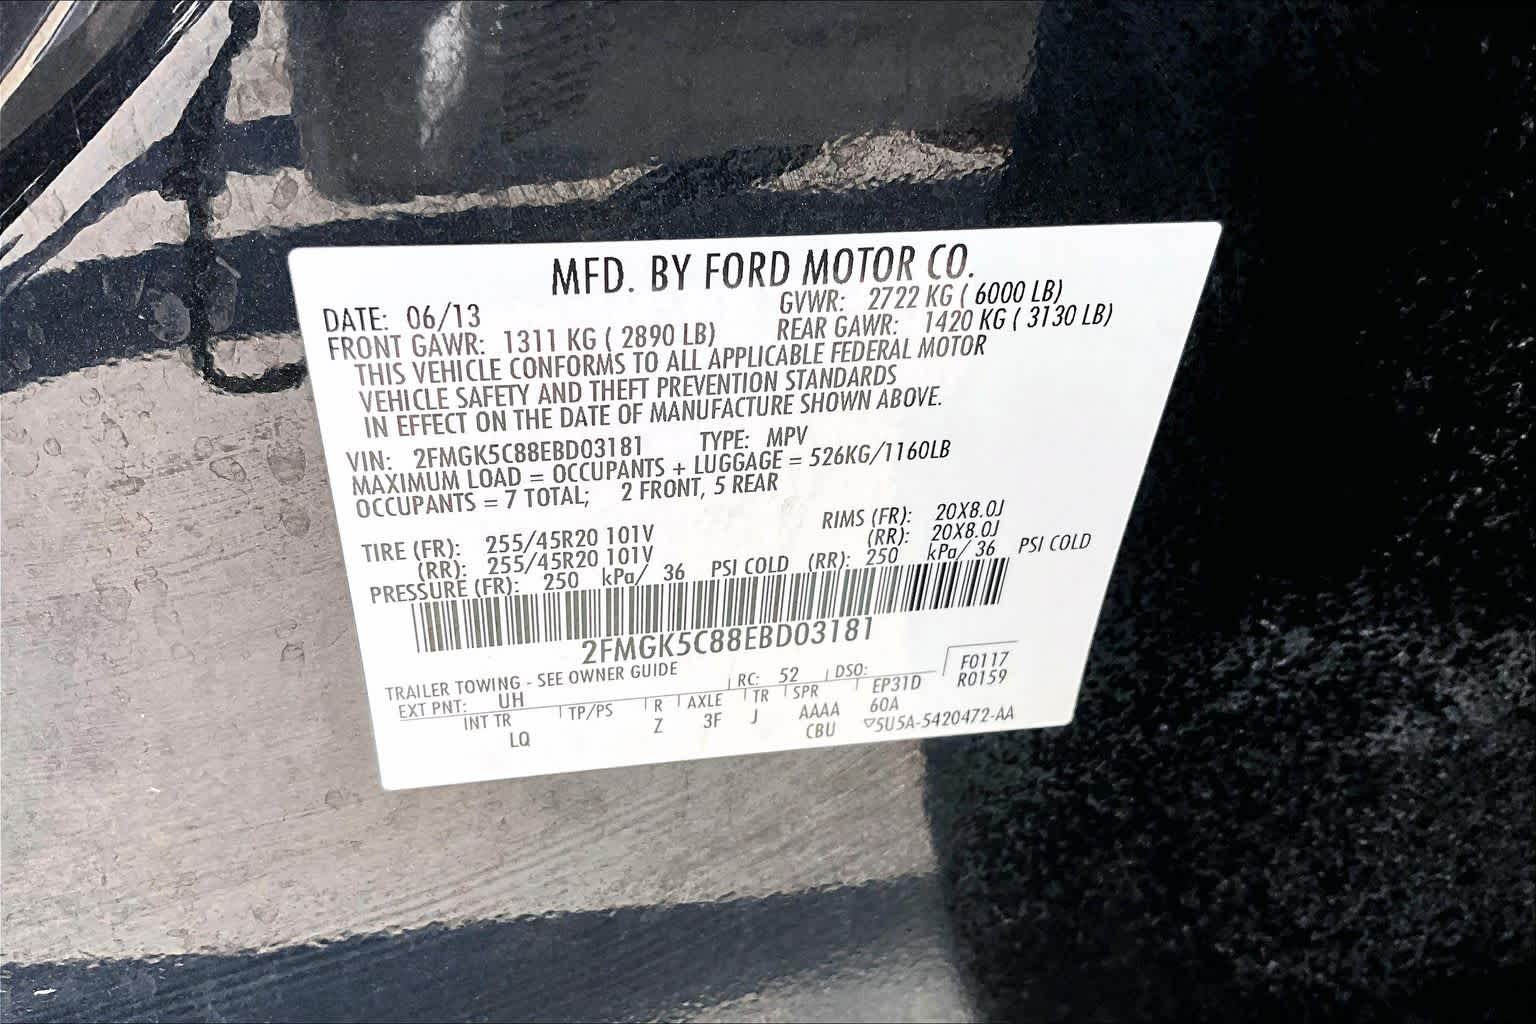 MFD. BY FORD MOTOR CO.
DATE: 06/13 GVWR: 2722 KG ( 6000 LB)
FRONT GAWR: 1311 KG ( 2890 LB) REAR GAWR: 1420 KG ( 3130 LB)
THIS VEHICLE CONFORMS TO ALL APPLICABLE FEDERAL MOTOR
VEHICLE SAFETY AND THEFT PREVENTION STANDARDS
IN EFFECT ON THE DATE OF MANUFACTURE SHOWN ABOVE.
VIN: 2FMGK5C88EBD03181 TYPE: MPV
MAXIMUM LOAD = OCCUPANTS + LUGGAGE = 526KG/1160LB
OCCUPANTS = 7 TOTAL; 2 FRONT, 5 REAR
TIRE (FR): 255/45R20 101V RIMS (FR): 20X8.0J
(RR): 255/45R20 101V (RR): 20X8.0J
PRESSURE (FR): 250 kPa/ 36 PSI COLD (RR): 250 kPa/ 36 PSI COLD
2FMGK5C88EBD03181
TRAILER TOWING - SEE OWNER GUIDE RC: 52 DSO: F0117
EXT PNT: UH EP31D R0159
INT TR TP/PS R AXLE TR SPR 60A
LQ Z 3F J AAAA ▽5U5A-5420472-AA
CBU